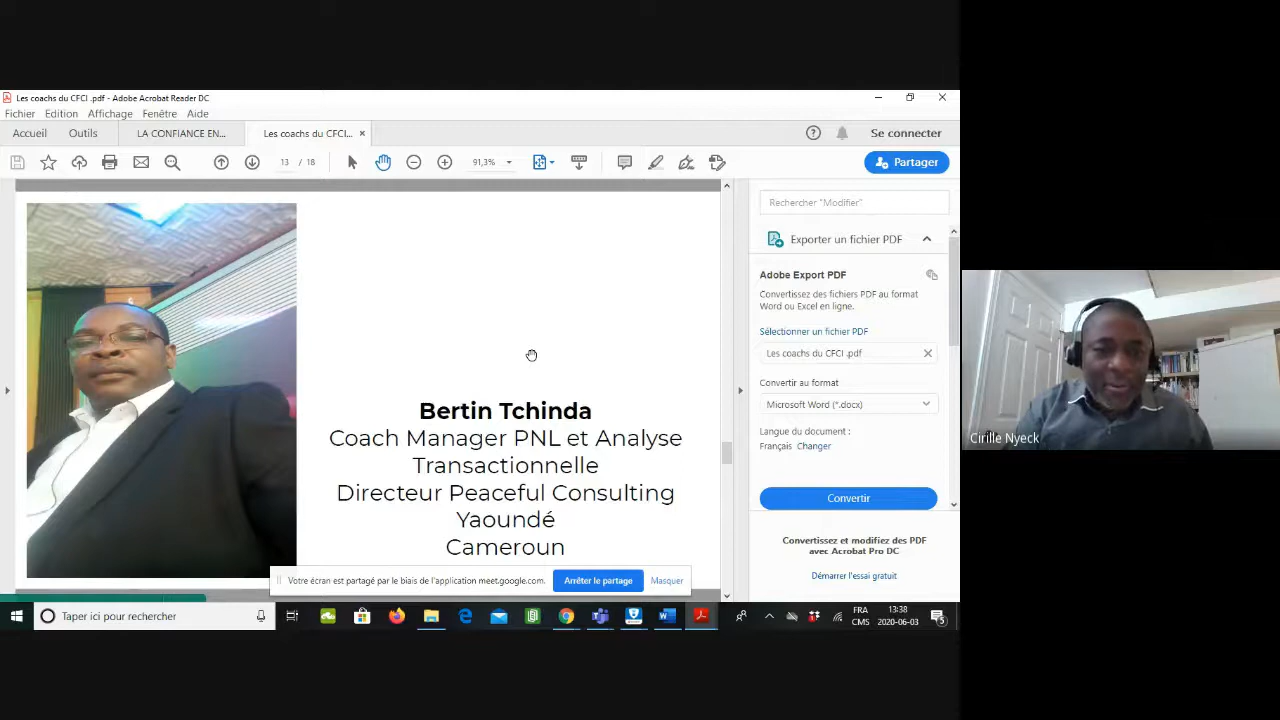 Les coachs du CFCI .pdf - Adobe Acrobat Reader DC
Fichier Edition Affichage Fenêtre Aide
Accueil Outils LA CONFIANCE EN... Les coachs du CFCI... × Se connecter
13 / 18 91,3% Partager
Bertin Tchinda
Coach Manager PNL et Analyse
Transactionnelle
Directeur Peaceful Consulting
Yaoundé
Cameroun
Rechercher "Modifier"
Exporter un fichier PDF
Adobe Export PDF
Convertissez des fichiers PDF au format
Word ou Excel en ligne.
Sélectionner un fichier PDF
Les coachs du CFCI .pdf
Convertir au format
Microsoft Word (*.docx)
Langue du document :
Français Changer
Convertir
Convertissez et modifiez des PDF
avec Acrobat Pro DC
Démarrer l'essai gratuit
Votre écran est partagé par le biais de l'application meet.google.com. Arrêter le partage Masquer
Taper ici pour rechercher
FRA
CMS
13:38
2020-06-03
5
Cirille Nyeck